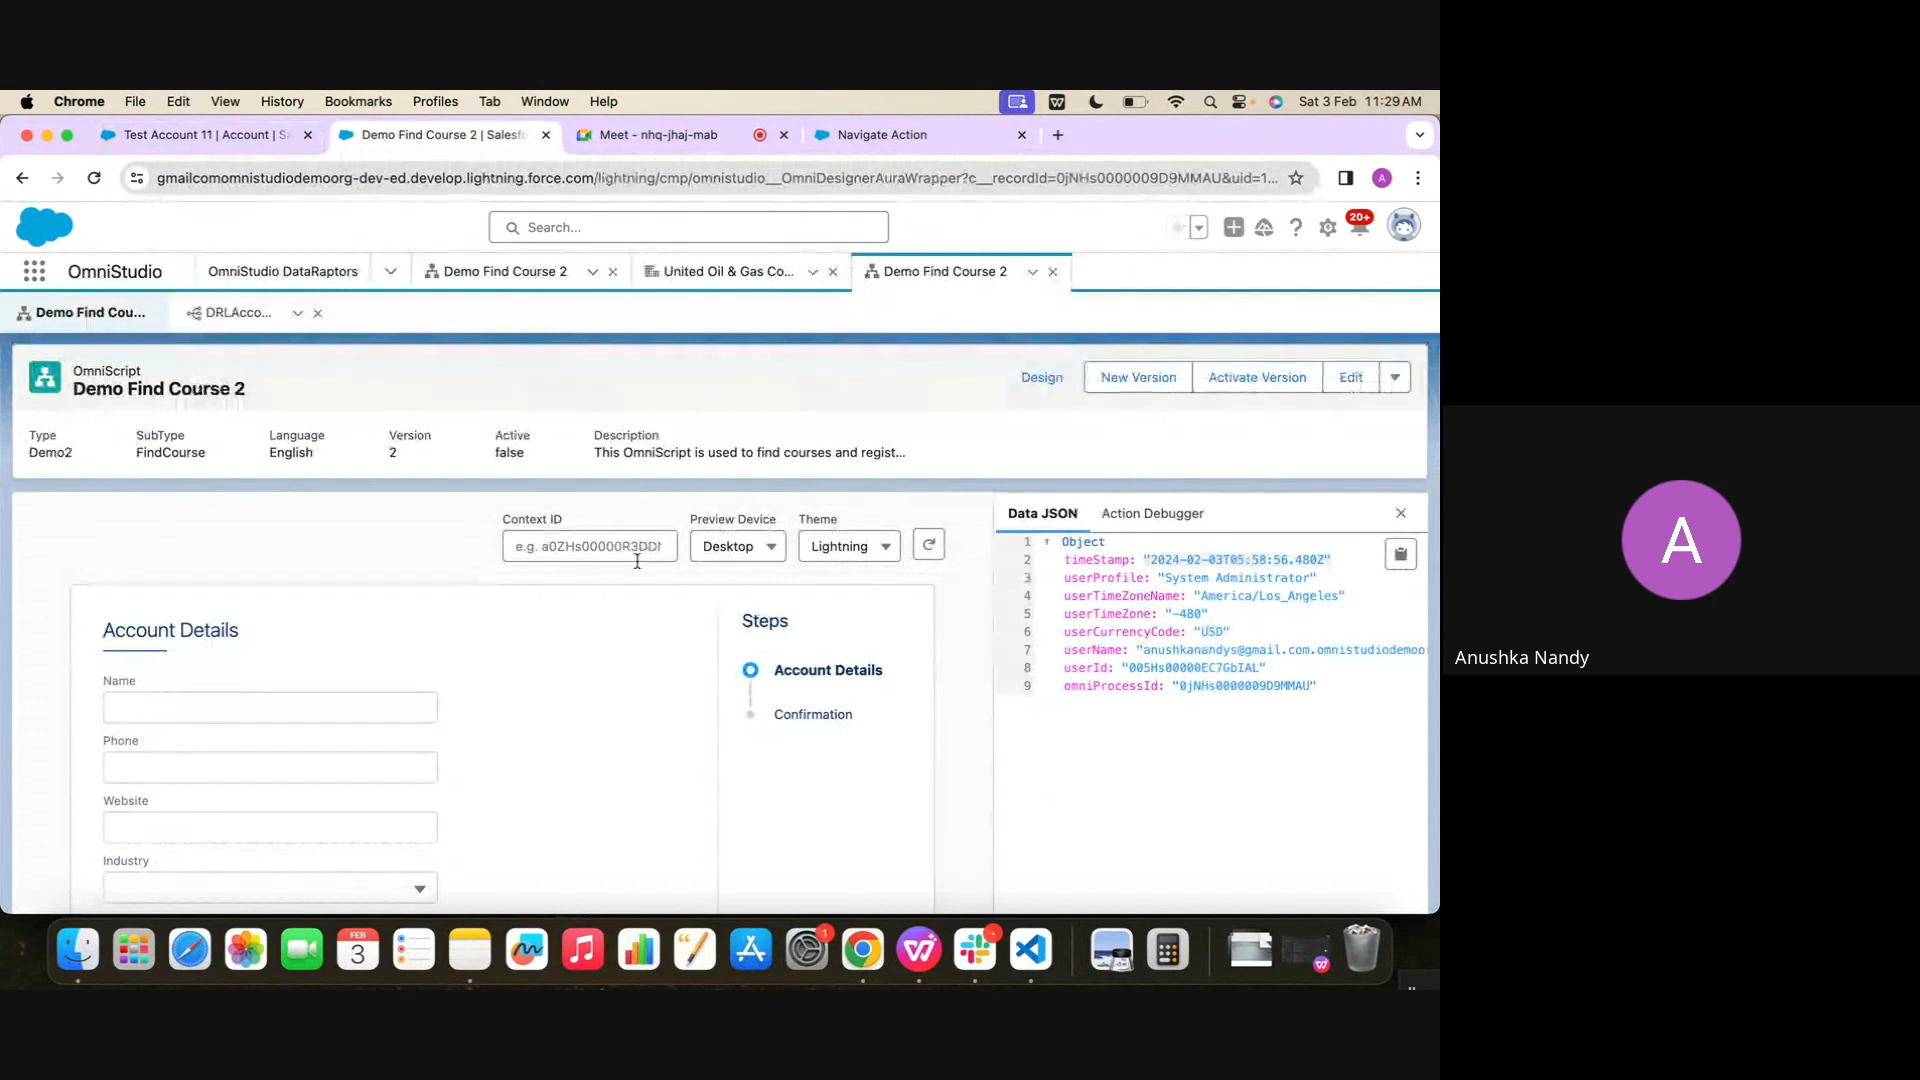 Chrome File Edit View History Bookmarks Profiles Tab Window Help Sat 3 Feb 11:29 AM
Test Account 11 | Account | S Demo Find Course 2 | Salesfo Meet - nhq-jhaj-mab Navigate Action
gmailcomomnistudiodemoorg-dev-ed.develop.lightning.force.com/lightning/cmp/omnistudio__OmniDesignerAuraWrapper?c__recordId=0jNHs0000009D9MMAU&uid=1... A
Search... 20+
OmniStudio OmniStudio DataRaptors Demo Find Course 2 United Oil & Gas Co... Demo Find Course 2
Demo Find Cou... DRLAcco...
OmniScript
Demo Find Course 2
Design New Version Activate Version Edit
Type SubType Language Version Active Description
Demo2 FindCourse English 2 false This OmniScript is used to find courses and regist...
Context ID Preview Device Theme
e.g. a0ZHs00000R3DDM Desktop Lightning
Data JSON Action Debugger
1 Object
2 timeStamp: "2024-02-03T05:58:56.480Z"
3 userProfile: "System Administrator"
4 userTimeZoneName: "America/Los_Angeles"
5 userTimeZone: "-480"
6 userCurrencyCode: "USD"
7 userName: "anushkanandys@gmail.com.omnistudiodemoor
8 userId: "005Hs00000EC7GbIAL"
9 omniProcessId: "0jNHs0000009D9MMAU"
Account Details
Name
Phone
Website
Industry
Steps
Account Details
Confirmation
A
Anushka Nandy
FEB
3
1